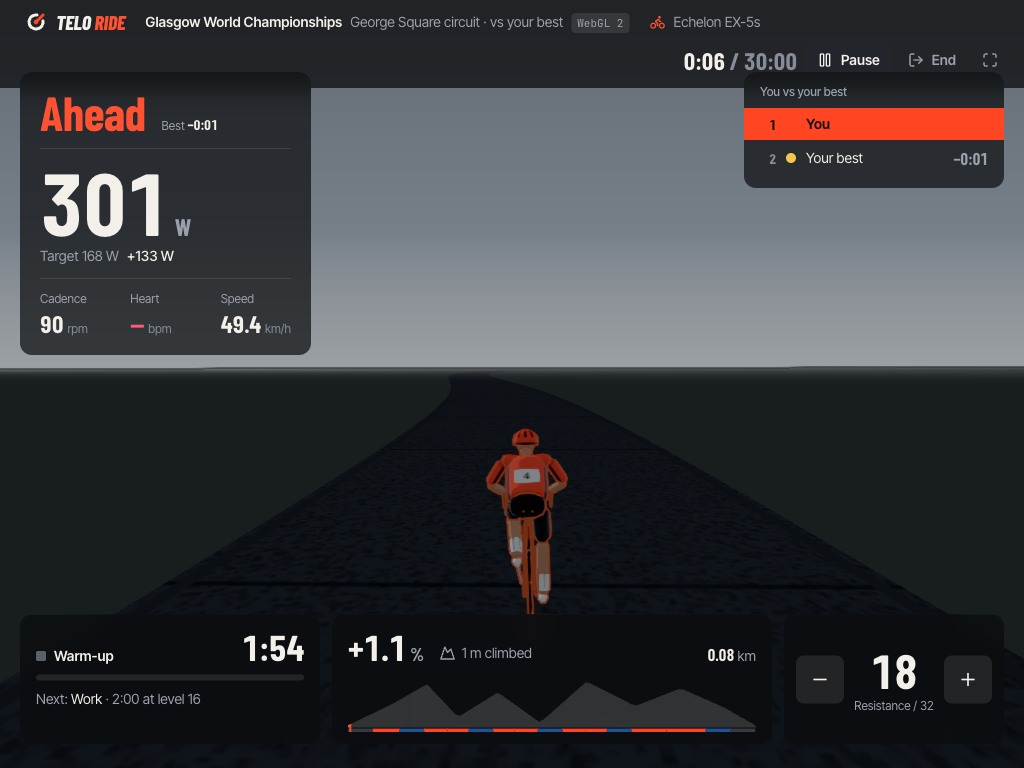 TELO RIDE Glasgow World Championships George Square circuit · vs your best WebGL 2 Echelon EX-5s
0:06 / 30:00 Pause End
Ahead Best −0:01
301 W
Target 168 W +133 W
Cadence Heart Speed
90 rpm – bpm 49.4 km/h
You vs your best
1 You
2 Your best −0:01
4
Warm-up 1:54
Next: Work · 2:00 at level 16
+1.1 % 1 m climbed 0.08 km
− 18 +
Resistance / 32